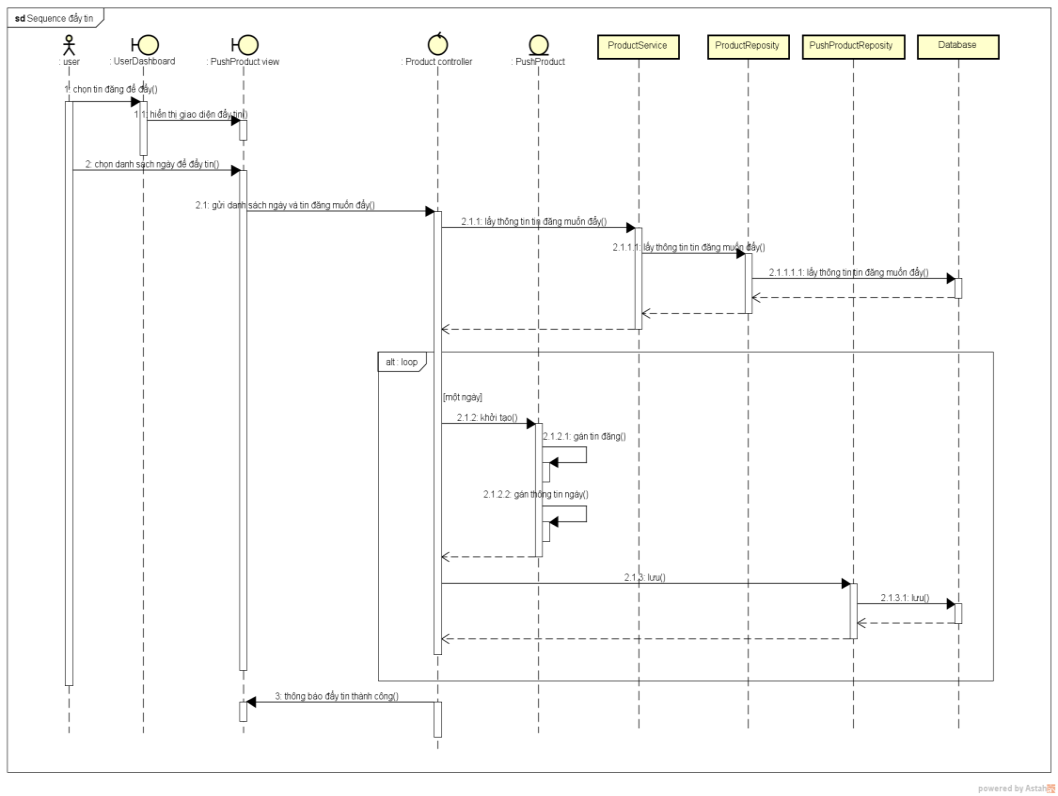 sd Sequence đẩy tin
: user
: UserDashboard
: PushProduct view
: Product controller
: PushProduct
ProductService
ProductReposity
PushProductReposity
Database
1: chọn tin đăng để đẩy()
1.1: hiển thị giao diện đẩy tin()
2: chọn danh sách ngày để đẩy tin()
2.1: gửi danh sách ngày và tin đăng muốn đẩy()
2.1.1: lấy thông tin tin đăng muốn đẩy()
2.1.1.1: lấy thông tin tin đăng muốn đẩy()
2.1.1.1.1: lấy thông tin tin đăng muốn đẩy()
alt : loop
[một ngày]
2.1.2: khởi tạo()
2.1.2.1: gán tin đăng()
2.1.2.2: gán thông tin ngày()
2.1.3: lưu()
2.1.3.1: lưu()
3: thông báo đẩy tin thành công()
powered by Astah